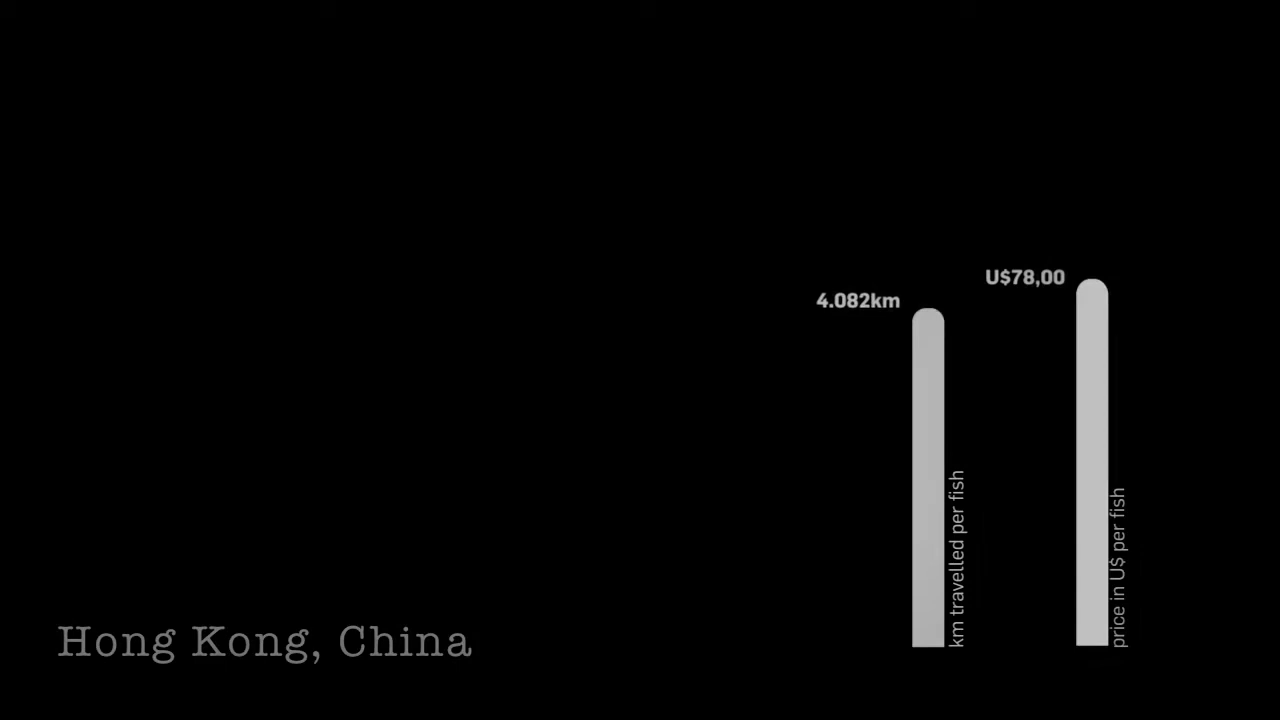 U$78,00
4.082km
km travelled per fish
price in U$ per fish
Hong Kong, China